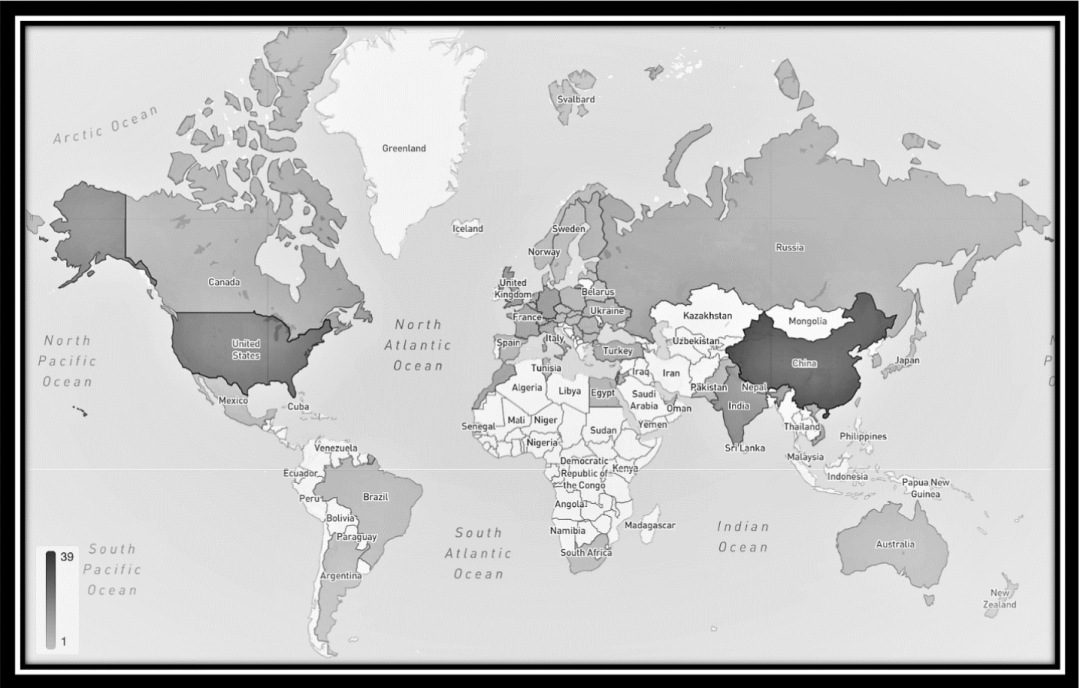 Arctic Ocean
Svalbard
Greenland
Iceland
Sweden
Norway
Russia
Canada
United
Kingdom
Belarus
Ukraine
France
Kazakhstan
Mongolia
North
Atlantic
Ocean
North
Pacific
Ocean
N
P
O
United
States
Spain
Italy
Turkey
Uzbekistan
China
Japan
Tunisia
Iraq
Iran
Algeria
Libya
Egypt
Saudi
Arabia
Pakistan
Nepal
India
Mexico
Cuba
Oman
Senegal
Mali
Niger
Sudan
Yemen
Thailand
Philippines
Nigeria
Sri Lanka
Venezuela
Malaysia
Ecuador
Democratic
Republic of
the Congo
Kenya
Indonesia
Papua New
Guinea
Peru
Brazil
Angola
Bolivia
Namibia
Madagascar
Paraguay
South Africa
South
Atlantic
Ocean
Indian
Ocean
Australia
Argentina
South
Pacific
Ocean
New
Zealand
39
1